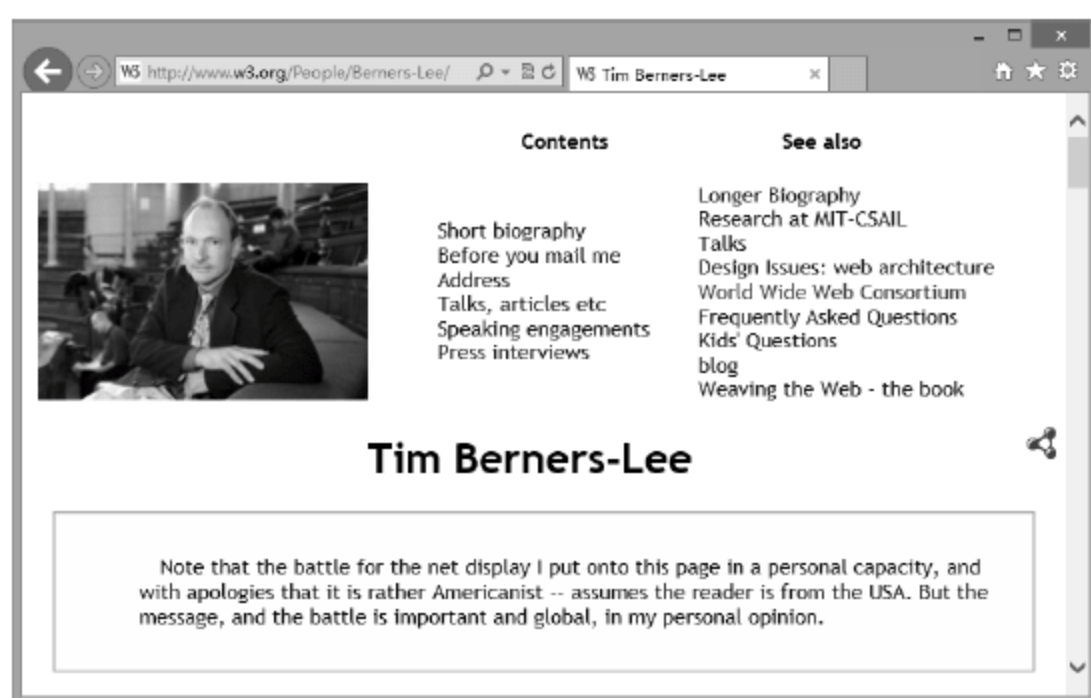 W3 http://www.w3.org/People/Berners-Lee/
W3 Tim Berners-Lee
Contents
Short biography
Before you mail me
Address
Talks, articles etc
Speaking engagements
Press interviews
See also
Longer Biography
Research at MIT-CSAIL
Talks
Design Issues: web architecture
World Wide Web Consortium
Frequently Asked Questions
Kids' Questions
blog
Weaving the Web - the book
Tim Berners-Lee
Note that the battle for the net display I put onto this page in a personal capacity, and
with apologies that it is rather Americanist -- assumes the reader is from the USA. But the
message, and the battle is important and global, in my personal opinion.